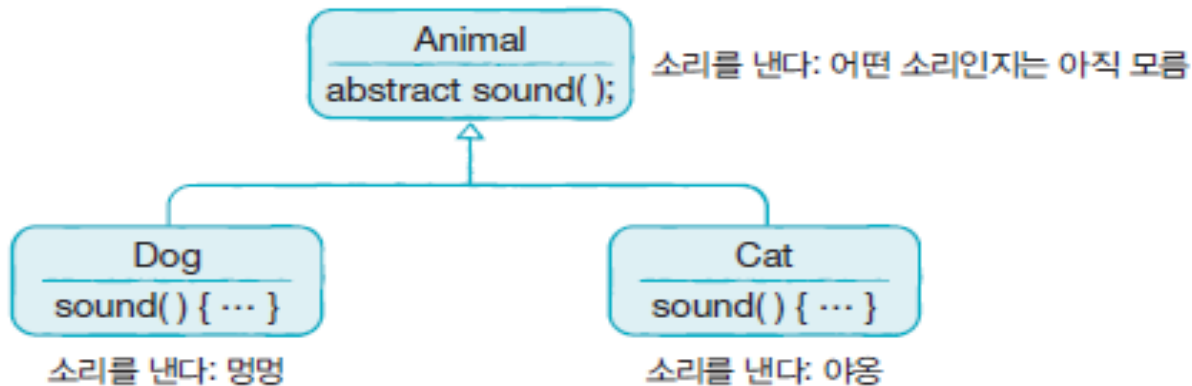 Animal
abstract sound( );
소리를 낸다: 어떤 소리인지는 아직 모름
Dog
sound( ) { ··· }
소리를 낸다: 멍멍
Cat
sound( ) { ··· }
소리를 낸다: 야옹